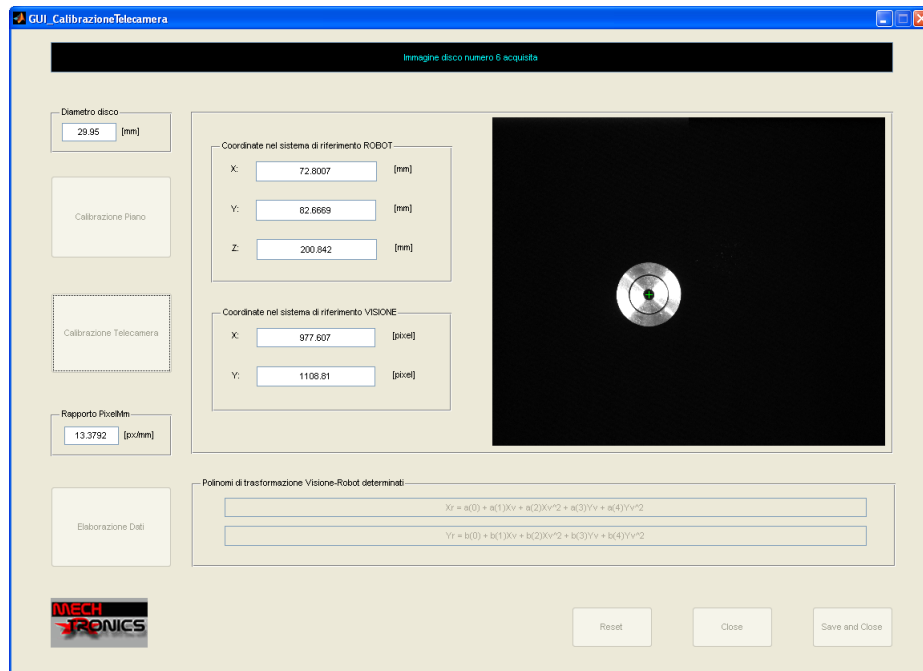 GUI_CalibrazioneTelecamera
Immagine disco numero 6 acquisita
Diametro disco
29.95 [mm]
Calibrazione Piano
Calibrazione Telecamera
Rapporto PixelMm
13.3792 [px/mm]
Elaborazione Dati
Coordinate nel sistema di riferimento ROBOT
X: 72.8007 [mm]
Y: 82.6669 [mm]
Z: 200.842 [mm]
Coordinate nel sistema di riferimento VISIONE
X: 977.607 [pixel]
Y: 1108.81 [pixel]
Polinomi di trasformazione Visione-Robot determinati
Xr = a(0) + a(1)Xv + a(2)Xv^2 + a(3)Yv + a(4)Yv^2
Yr = b(0) + b(1)Xv + b(2)Xv^2 + b(3)Yv + b(4)Yv^2
MECH
TRONICS
Reset
Close
Save and Close